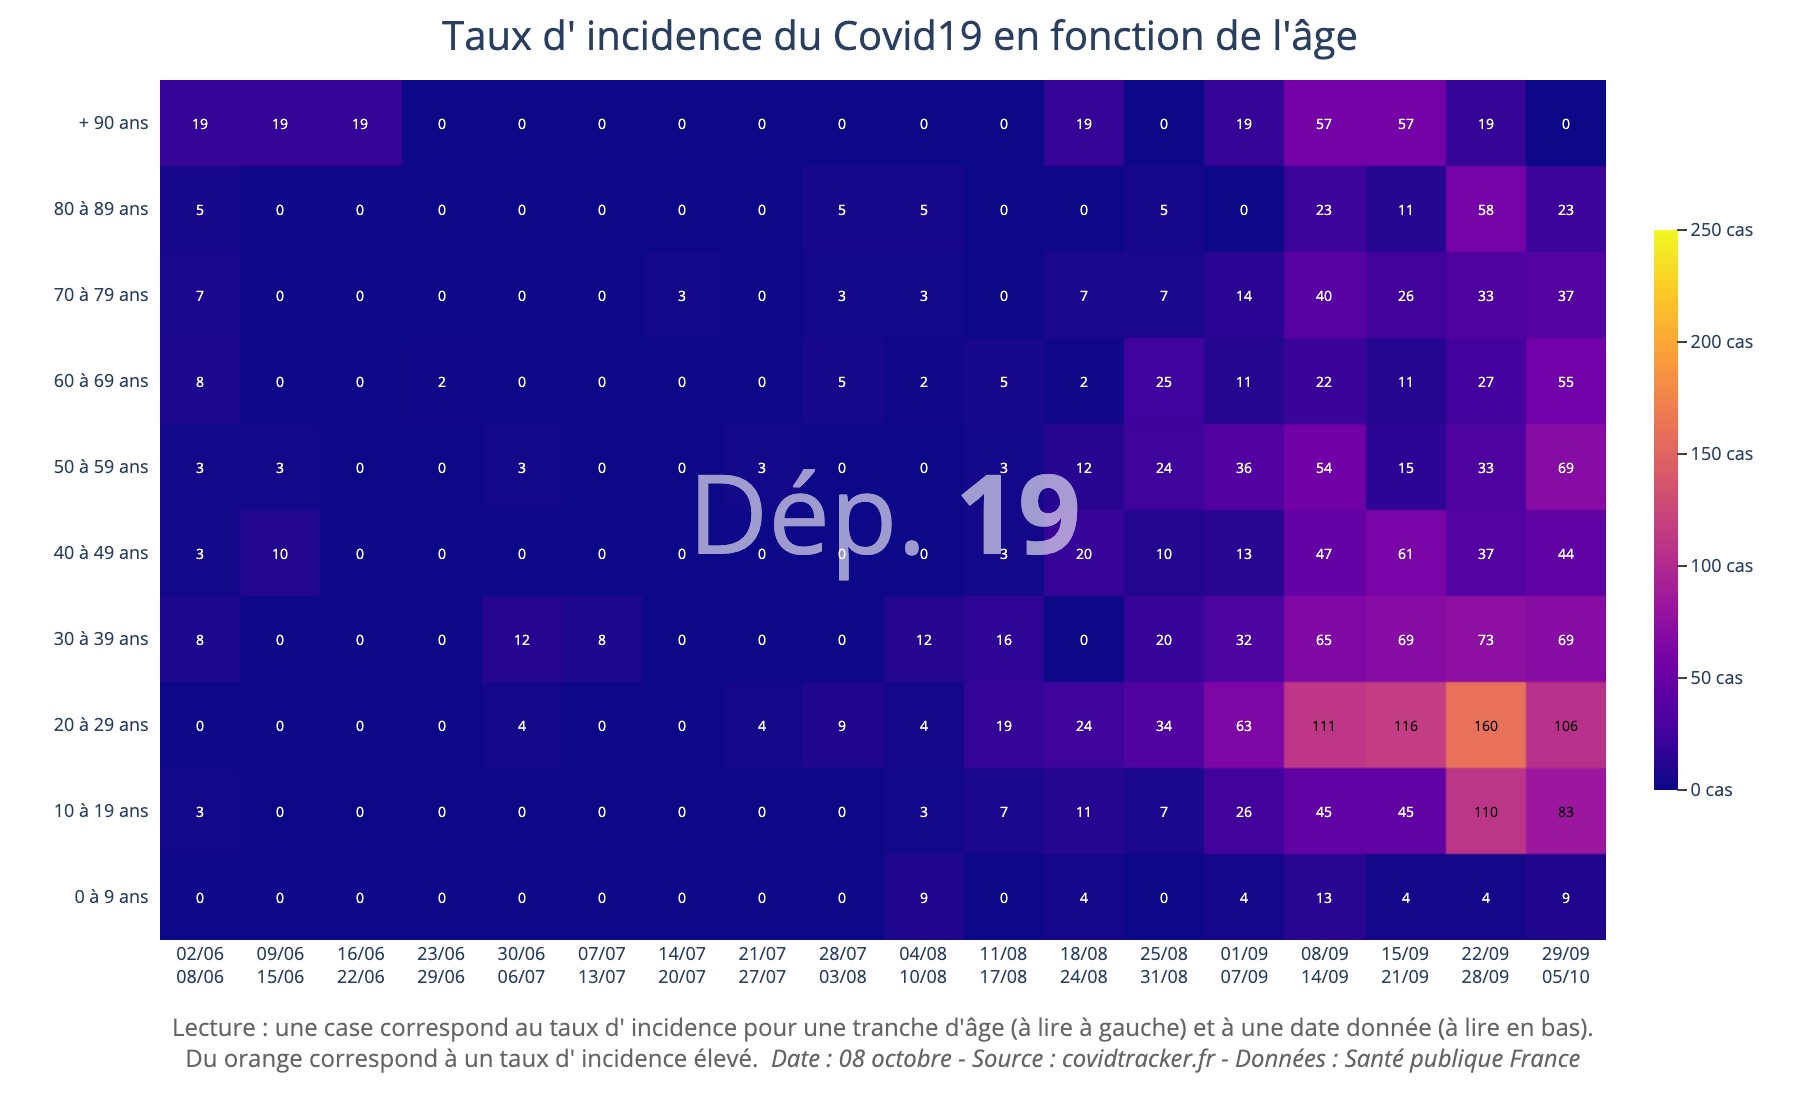 Taux d' incidence du Covid19 en fonction de l'âge
+ 90 ans 19 19 19 0 0 0 0 0 0 0 0 19 0 19 57 57 19 0
80 à 89 ans 5 0 0 0 0 0 0 0 5 5 0 0 5 0 23 11 58 23
250 cas
70 à 79 ans 7 0 0 0 0 0 3 0 3 3 0 7 7 14 40 26 33 37
200 cas
60 à 69 ans 8 0 0 2 0 0 0 0 5 2 5 2 25 11 22 11 27 55
50 à 59 ans 3 3 0 0 3 0 0 3 0 0 3 12 24 36 54 15 33 69
150 cas
Dép. 19
40 à 49 ans 3 10 0 0 0 0 0 0 0 0 3 20 10 13 47 61 37 44
100 cas
30 à 39 ans 8 0 0 0 12 8 0 0 0 12 16 0 20 32 65 69 73 69
50 cas
20 à 29 ans 0 0 0 0 4 0 0 4 9 4 19 24 34 63 111 116 160 106
0 cas
10 à 19 ans 3 0 0 0 0 0 0 0 0 3 7 11 7 26 45 45 110 83
0 à 9 ans 0 0 0 0 0 0 0 0 0 9 0 4 0 4 13 4 4 9
02/06 09/06 16/06 23/06 30/06 07/07 14/07 21/07 28/07 04/08 11/08 18/08 25/08 01/09 08/09 15/09 22/09 29/09
08/06 15/06 22/06 29/06 06/07 13/07 20/07 27/07 03/08 10/08 17/08 24/08 31/08 07/09 14/09 21/09 28/09 05/10
Lecture : une case correspond au taux d' incidence pour une tranche d'âge (à lire à gauche) et à une date donnée (à lire en bas).
Du orange correspond à un taux d' incidence élevé. Date : 08 octobre - Source : covidtracker.fr - Données : Santé publique France